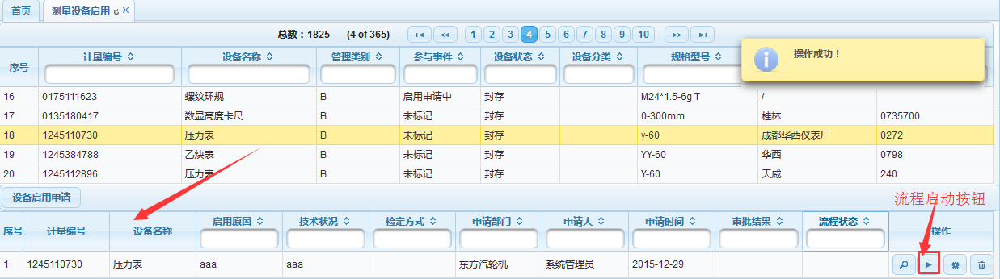 首页 测量设备启用
总数：1825 (4 of 365) 1 2 3 4 5 6 7 8 9 10
操作成功！
序号 计量编号 设备名称 管理类别 参与事件 设备状态 设备分类 规格型号
16 0175111623 螺纹环规 B 启用申请中 封存 M24*1.5-6g T /
17 0135180417 数显高度卡尺 B 未标记 封存 0-300mm 桂林 0735700
18 1245110730 压力表 B 未标记 封存 y-60 成都华西仪表厂 0272
19 1245384788 乙炔表 B 未标记 封存 YY-60 华西 0798
20 1245112896 压力表 B 未标记 封存 Y-60 天威 240
设备启用申请
流程启动按钮
序号 计量编号 设备名称 启用原因 技术状况 检定方式 申请部门 申请人 申请时间 审批结果 流程状态 操作
1 1245110730 压力表 aaa aaa 东方汽轮机 系统管理员 2015-12-29